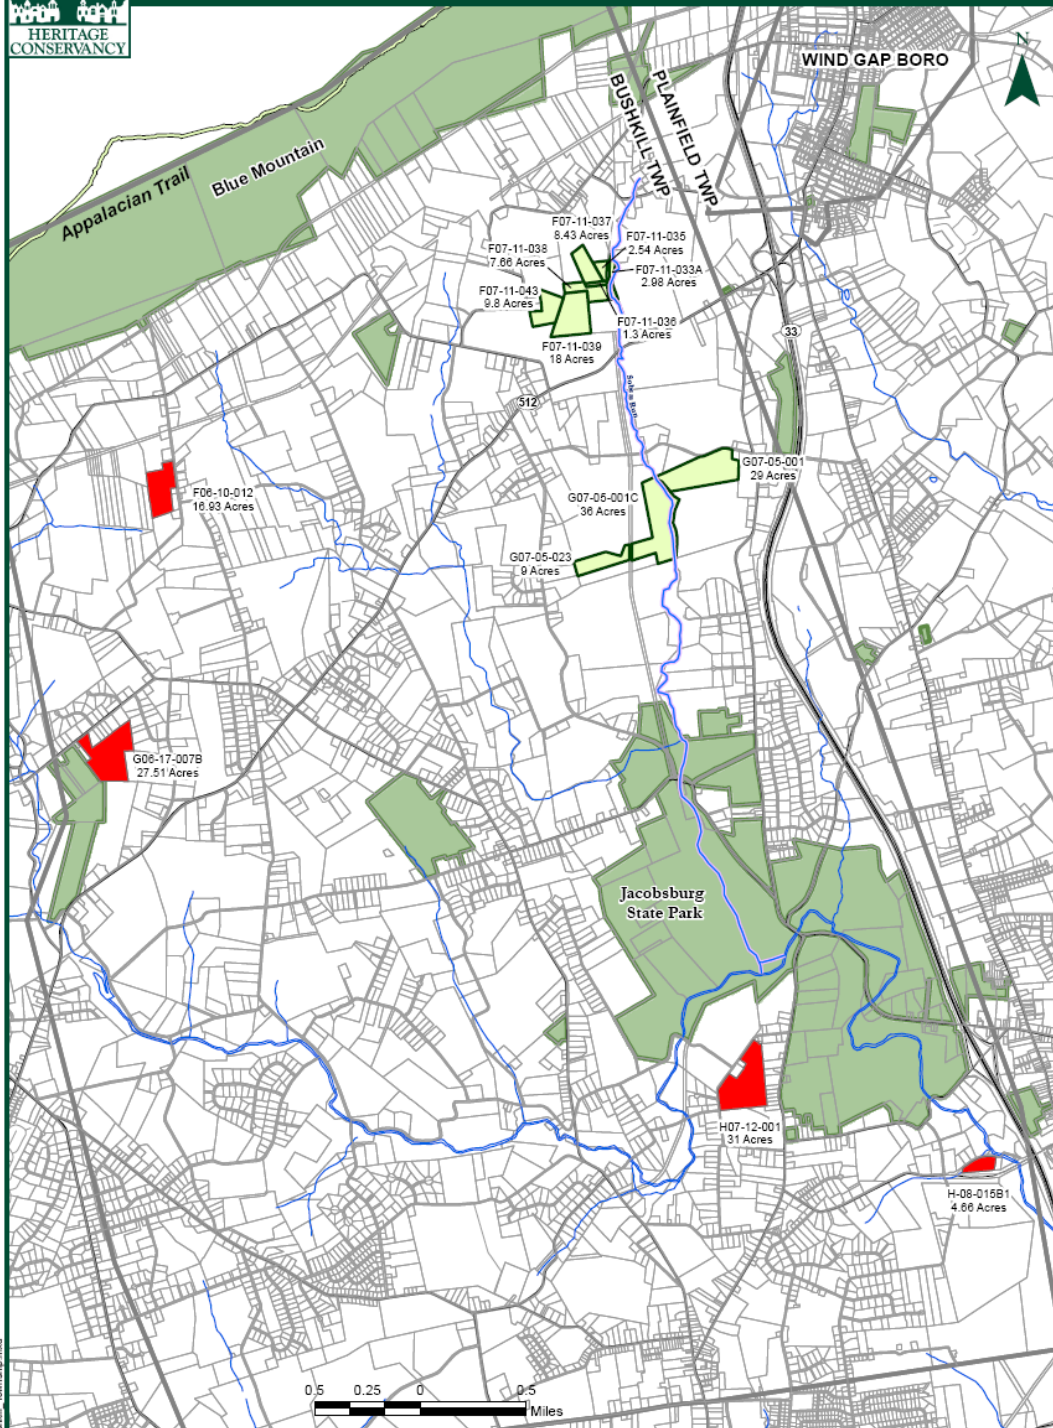 HERITAGE
CONSERVANCY
N
WIND GAP BORO
PLAINFIELD TWP
BUSHKILL TWP
Appalacian Trail
Blue Mountain
F07-11-037
8.43 Acres
F07-11-035
2.54 Acres
F07-11-038
7.66 Acres
F07-11-033A
2.98 Acres
F07-11-043
9.8 Acres
F07-11-036
1.3 Acres
F07-11-039
18 Acres
33
512
G07-05-001
29 Acres
F06-10-012
16.93 Acres
G07-05-001C
36 Acres
G07-05-023
9 Acres
G06-17-007B
27.51 Acres
Jacobsburg
State Park
H07-12-001
31 Acres
H-08-015B1
4.66 Acres
0.5 0.25 0 0.5
Miles